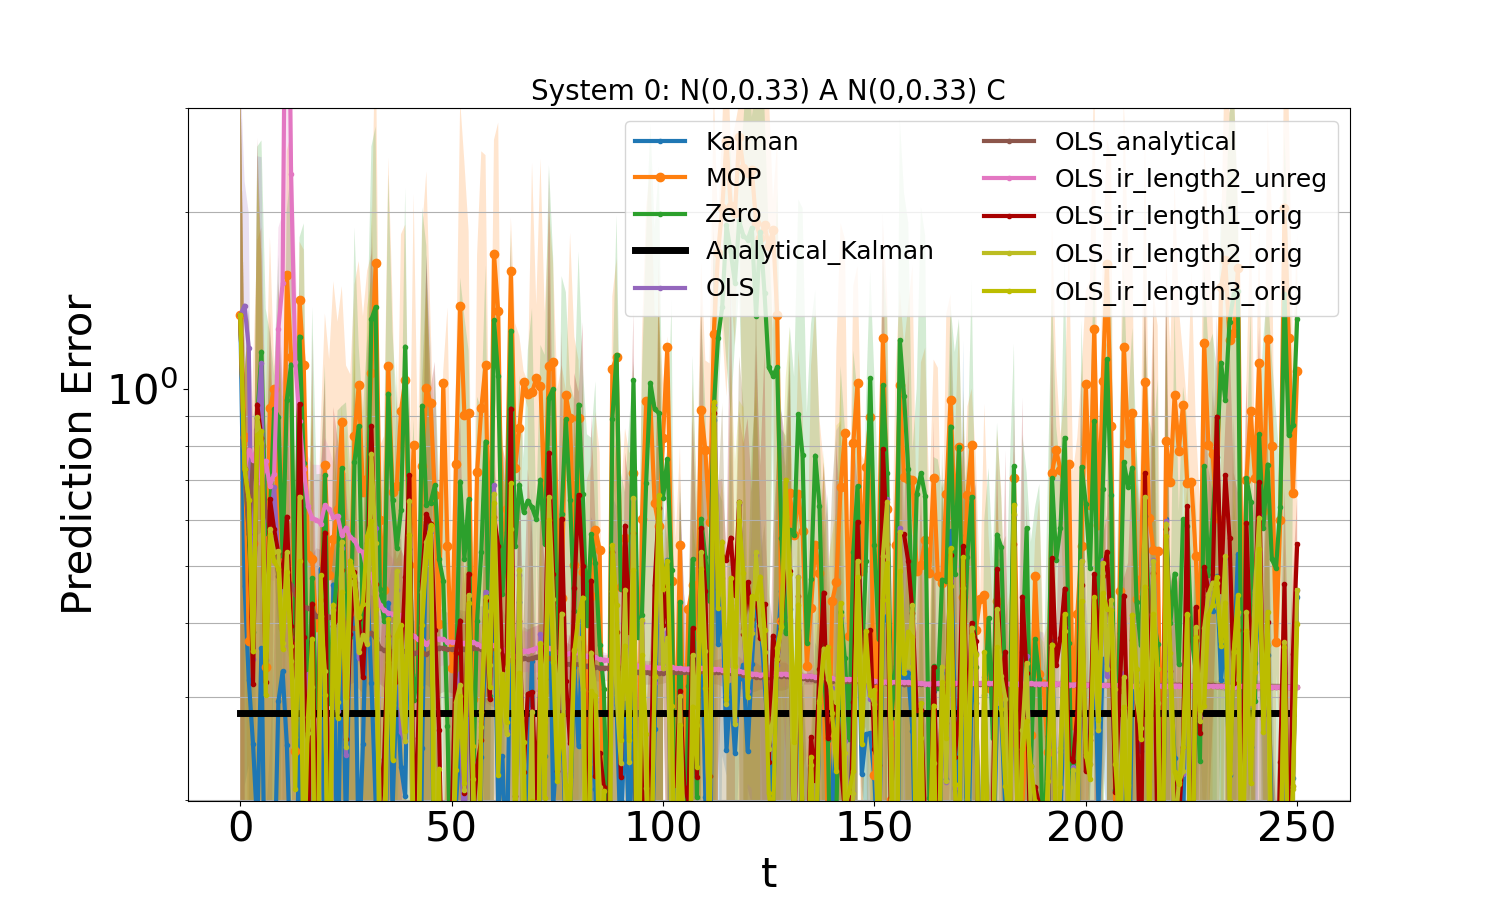 System 0: N(0,0.33) A N(0,0.33) C
Prediction Error
10⁰
Kalman
MOP
Zero
Analytical_Kalman
OLS
OLS_analytical
OLS_ir_length2_unreg
OLS_ir_length1_orig
OLS_ir_length2_orig
OLS_ir_length3_orig
0 50 100 150 200 250
t